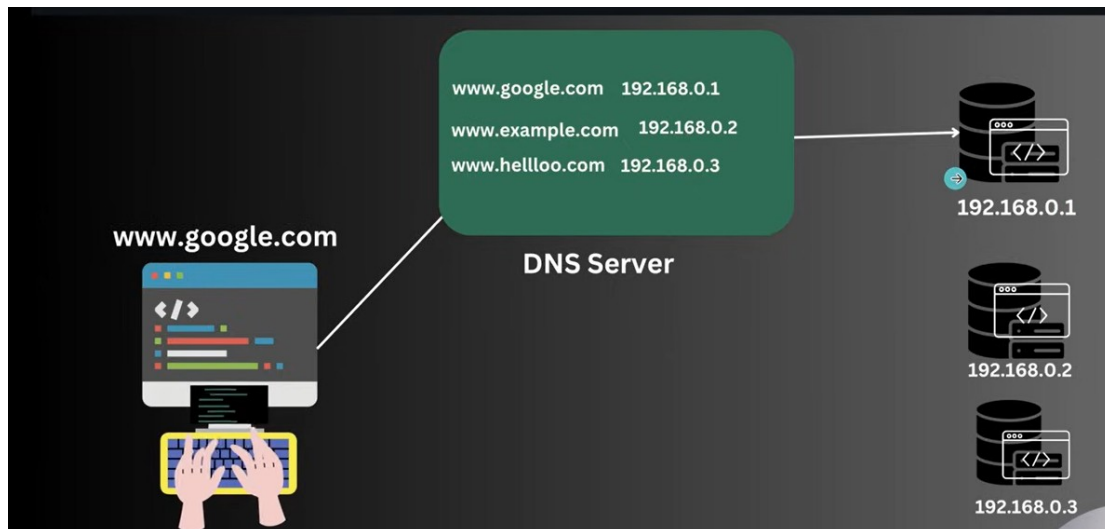 www.google.com 192.168.0.1
www.example.com 192.168.0.2
www.hellloo.com 192.168.0.3
DNS Server
www.google.com
</>
192.168.0.1
</>
192.168.0.2
</>
192.168.0.3
</>